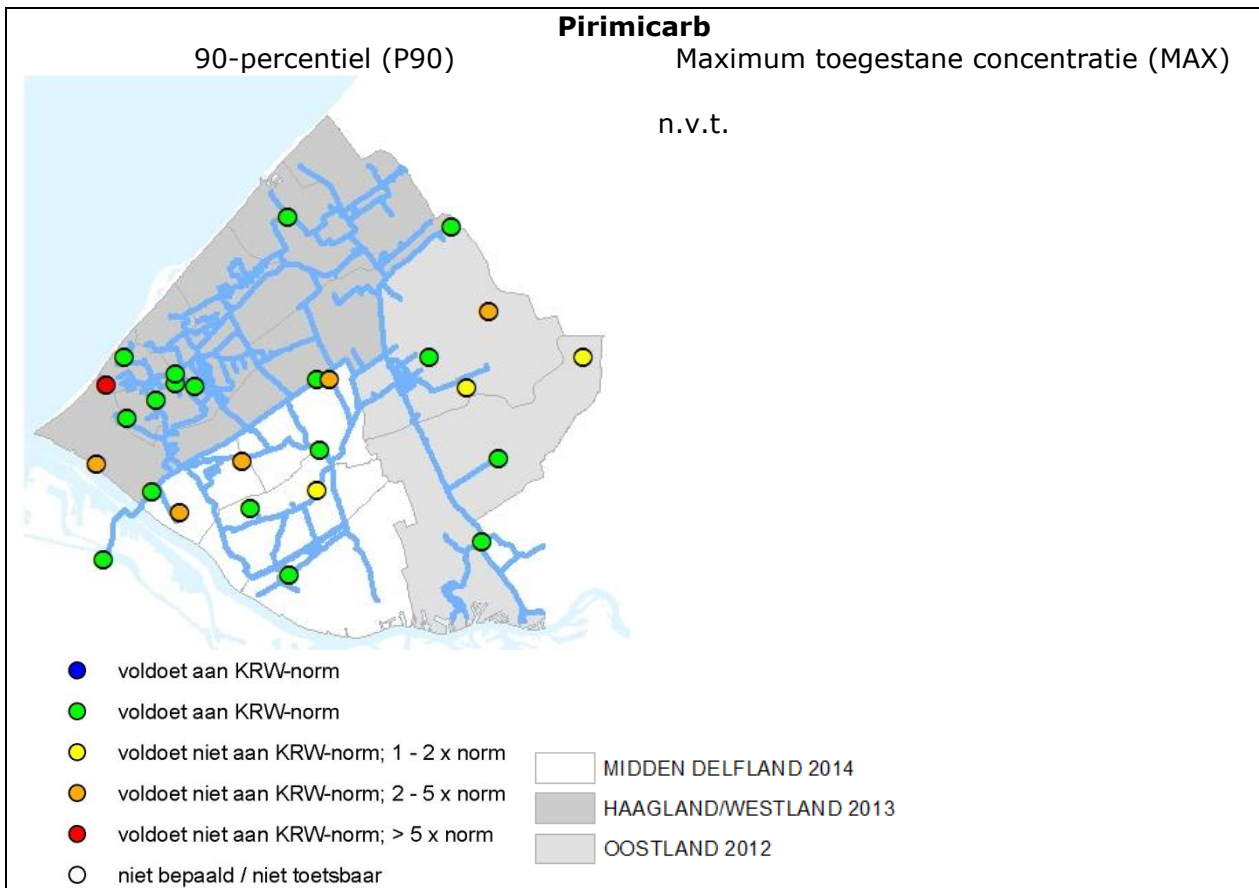 Pirimicarb
90-percentiel (P90)
Maximum toegestane concentratie (MAX)
n.v.t.
voldoet aan KRW-norm
voldoet aan KRW-norm
voldoet niet aan KRW-norm; 1 - 2 x norm
voldoet niet aan KRW-norm; 2 - 5 x norm
voldoet niet aan KRW-norm; > 5 x norm
niet bepaald / niet toetsbaar
MIDDEN DELFLAND 2014
HAAGLAND/WESTLAND 2013
OOSTLAND 2012